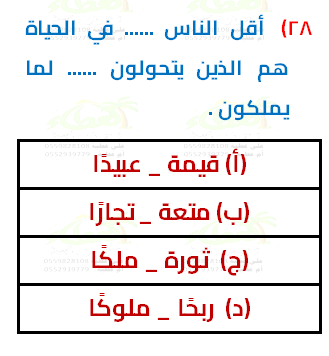 ٢٨) أقل الناس ...... في الحياة
هم الذين يتحولون ...... لما
يملكون .
(أ) قيمة _ عبيدًا
(ب) متعة _ تجارًا
(ج) ثورة _ ملكًا
(د) ربحًا _ ملوكًا